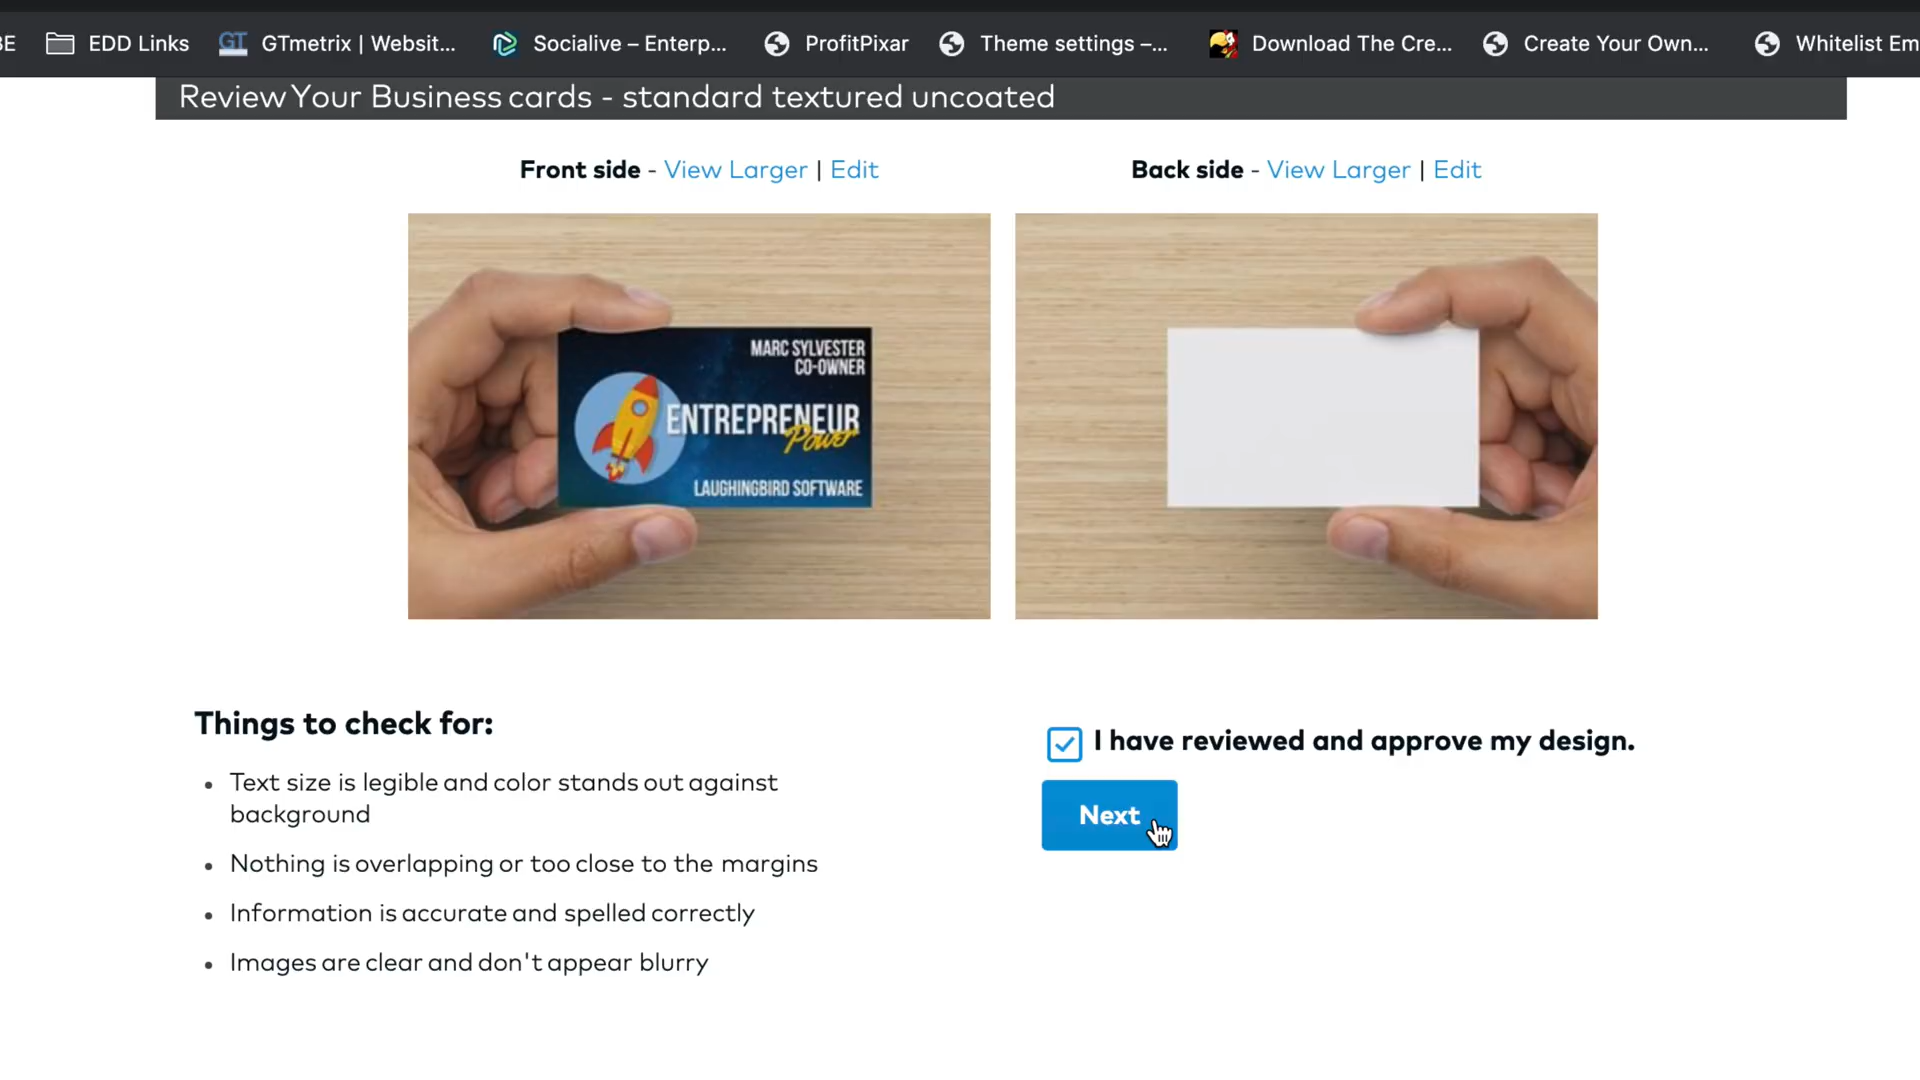 BE EDD Links GTmetrix | Websit... Socialive – Enterp... ProfitPixar Theme settings –... Download The Cre... Create Your Own... Whitelist Em
Review Your Business cards - standard textured uncoated
Front side - View Larger | Edit
Back side - View Larger | Edit
MARC SYLVESTER
CO-OWNER
ENTREPRENEUR
Power
LAUGHINGBIRD SOFTWARE
Things to check for:
• Text size is legible and color stands out against
background
• Nothing is overlapping or too close to the margins
• Information is accurate and spelled correctly
• Images are clear and don't appear blurry
I have reviewed and approve my design.
Next